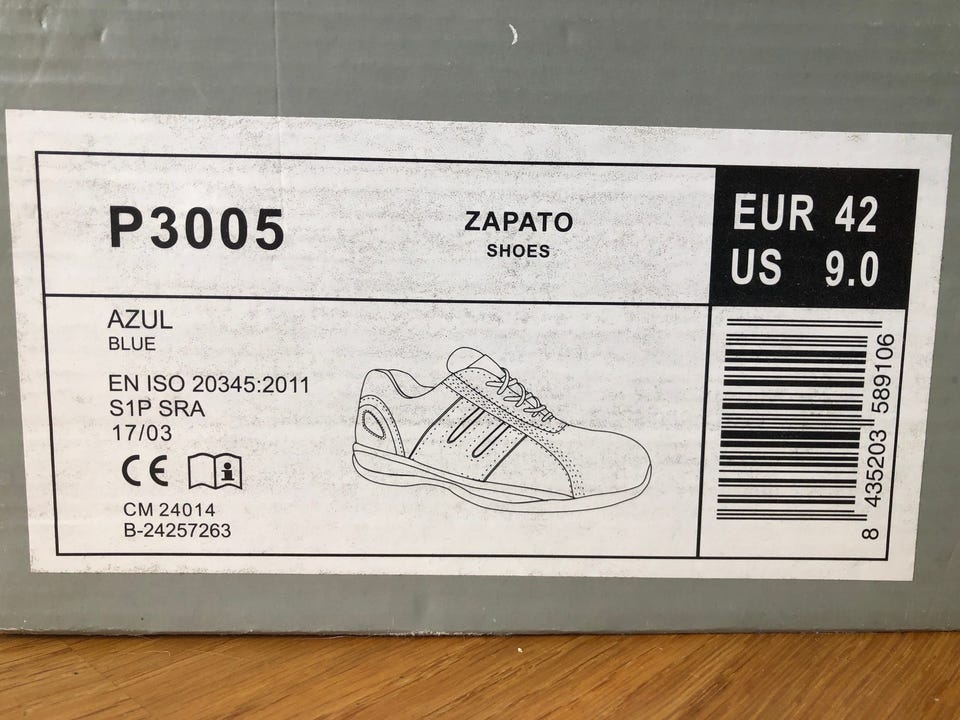 P3005
ZAPATO
SHOES
EUR 42
US 9.0
AZUL
BLUE
EN ISO 20345:2011
S1P SRA
17/03
CE
i
CM 24014
B-24257263
8 435203 589106